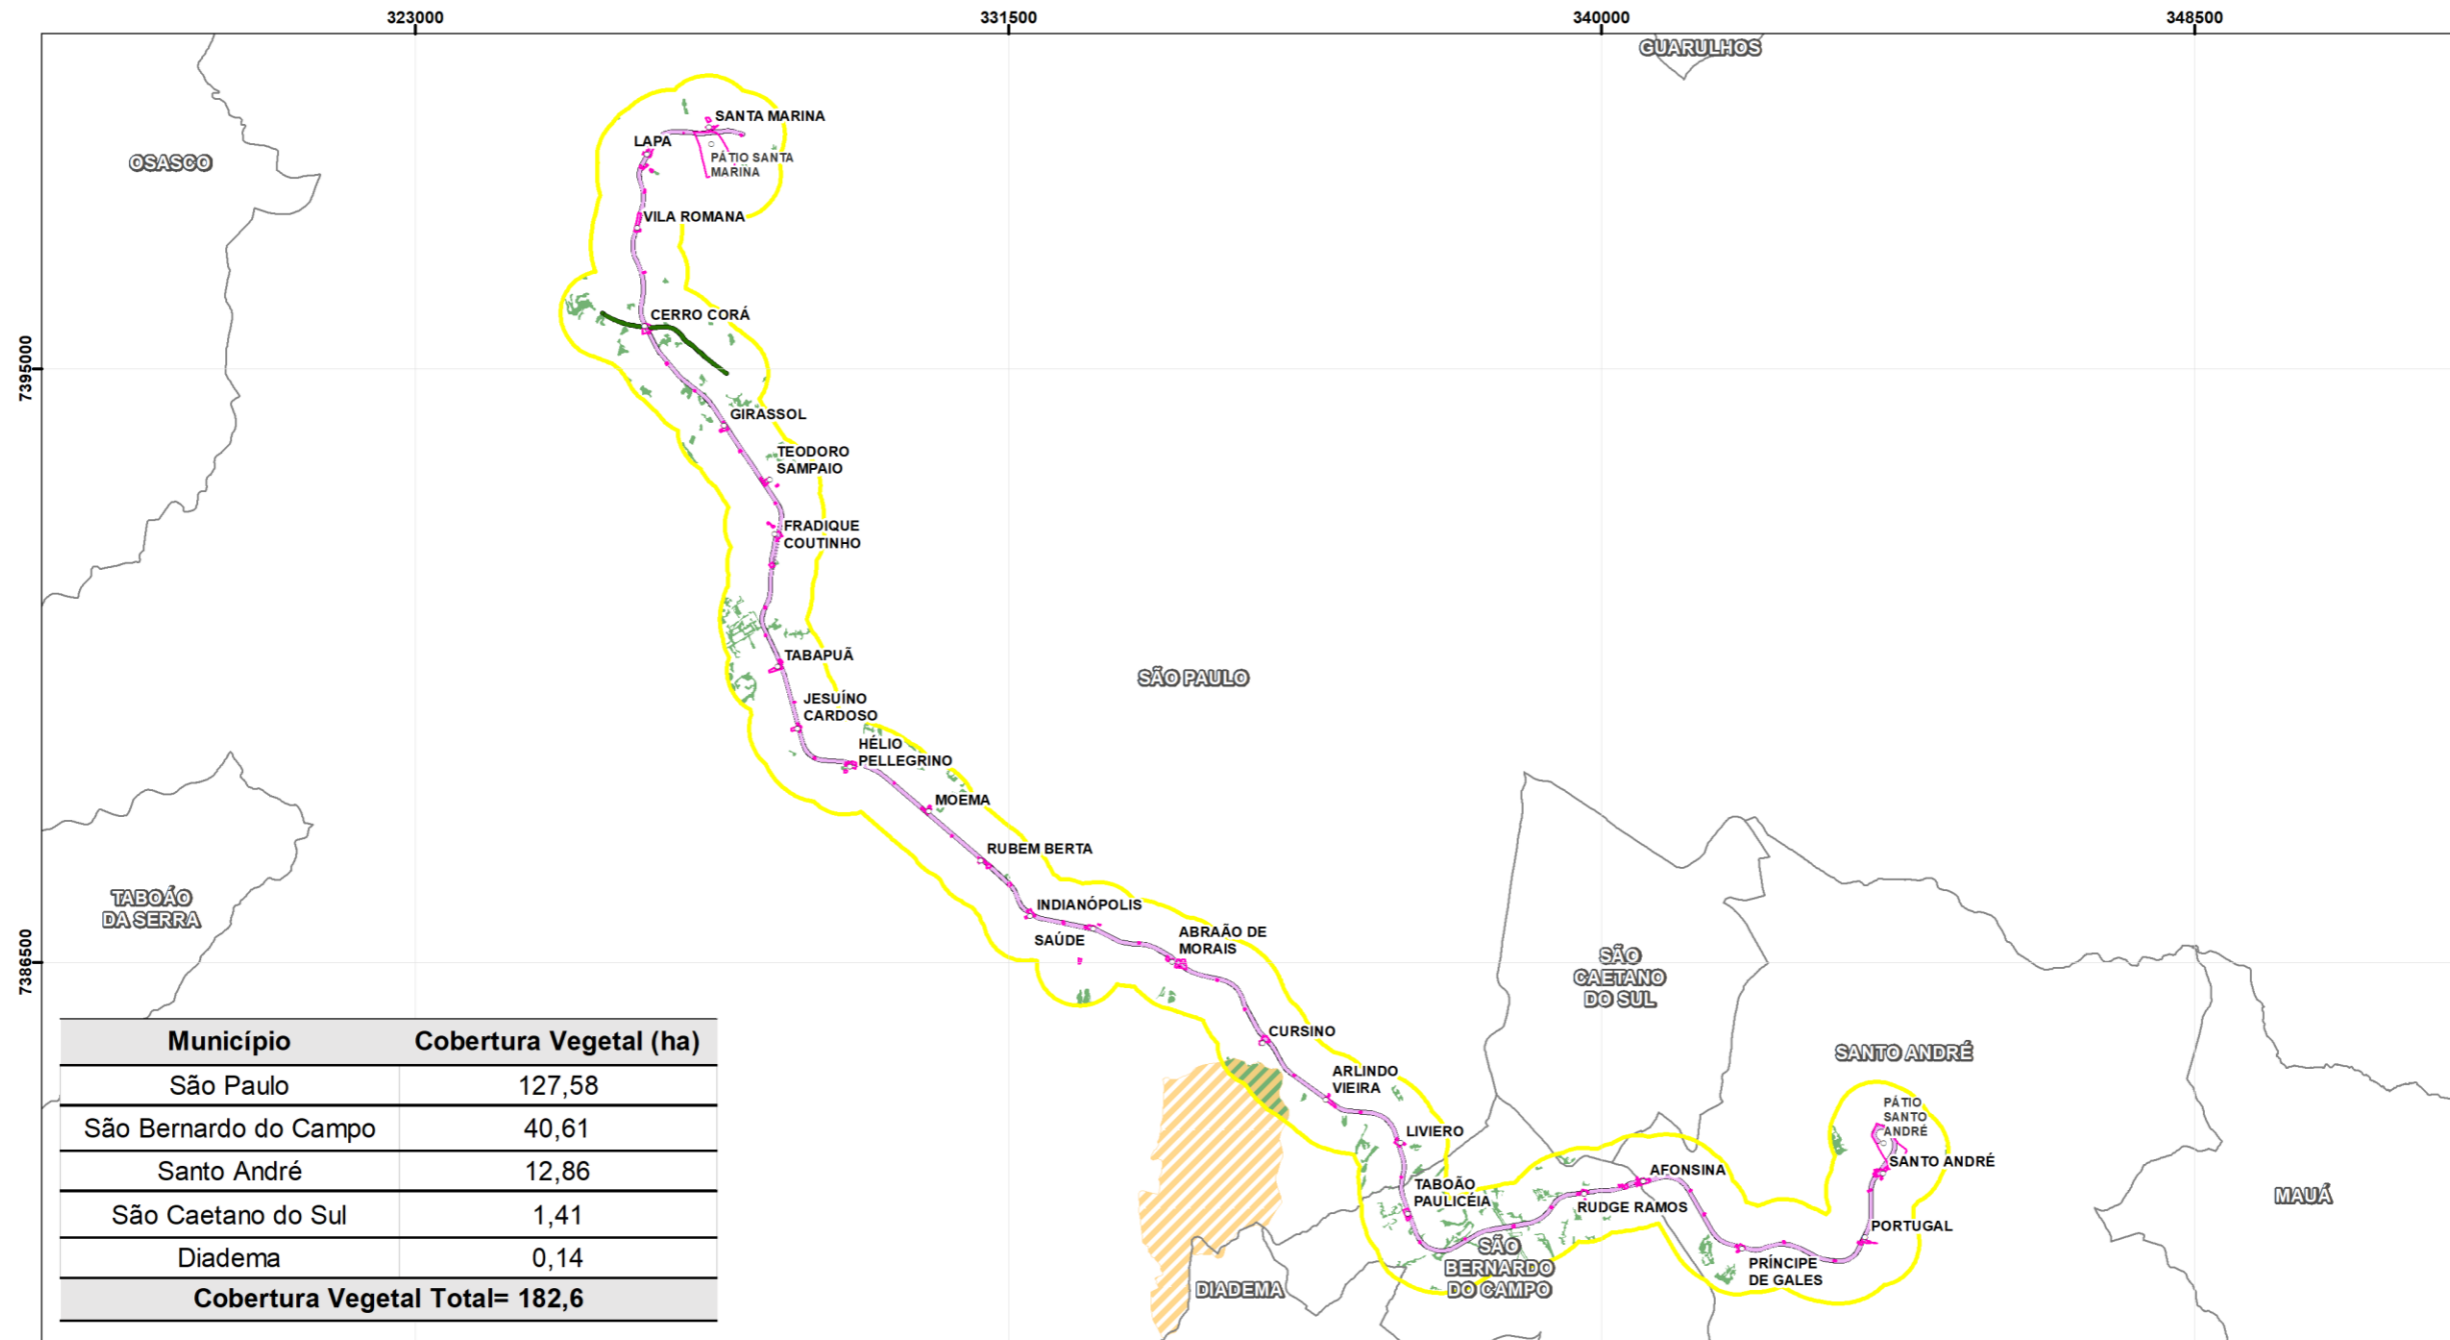 323000
331500
340000
348500
GUARULHOS
SANTA MARINA
LAPA
PÁTIO SANTA
MARINA
OSASCO
VILA ROMANA
CERRO CORÁ
7395000
GIRASSOL
TEODORO
SAMPAIO
FRADIQUE
COUTINHO
TABAPUÃ
SÃO PAULO
JESUÍNO
CARDOSO
HÉLIO
PELLEGRINO
MOEMA
RUBEM BERTA
TABOÃO
DA SERRA
INDIANÓPOLIS
SAÚDE
ABRAÃO DE
MORAIS
7386500
SÃO
CAETANO
DO SUL
CURSINO
ARLINDO
VIEIRA
SANTO ANDRÉ
PÁTIO
SANTO
ANDRÉ
LIVIERO
SANTO ANDRÉ
AFONSINA
TABOÃO
PAULICÉIA
RUDGE RAMOS
MAUÁ
PORTUGAL
SÃO
BERNARDO
DO CAMPO
PRÍNCIPE
DE GALES
DIADEMA
Município Cobertura Vegetal (ha)
São Paulo 127,58
São Bernardo do Campo 40,61
Santo André 12,86
São Caetano do Sul 1,41
Diadema 0,14
Cobertura Vegetal Total= 182,6